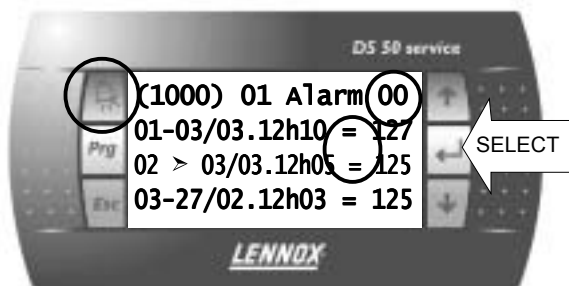 DS 50 service
(1000) 01 Alarm 00
01-03/03.12h10 = 127
Prg
02 ➢ 03/03.12h05 = 125
SELECT
Esc
03-27/02.12h03 = 125
LENNOX